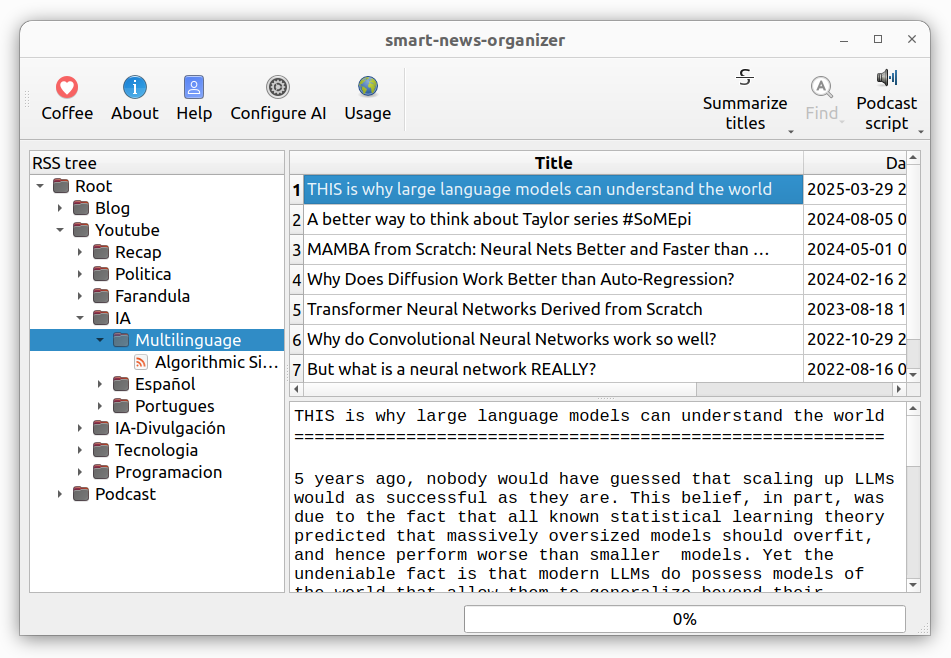 smart-news-organizer
Coffee
About
Help
Configure AI
Usage
Summarize
titles
Find
Podcast
script
RSS tree
Root
Blog
Youtube
Recap
Politica
Farandula
IA
Multilinguage
Algorithmic Si...
Español
Portugues
IA-Divulgación
Tecnologia
Programacion
Podcast
Title Da
1 THIS is why large language models can understand the world 2025-03-29 2
2 A better way to think about Taylor series #SoMEpi 2024-08-05 0
3 MAMBA from Scratch: Neural Nets Better and Faster than ... 2024-05-01 0
4 Why Does Diffusion Work Better than Auto-Regression? 2024-02-16 2
5 Transformer Neural Networks Derived from Scratch 2023-08-18 1
6 Why do Convolutional Neural Networks work so well? 2022-10-29 2
7 But what is a neural network REALLY? 2022-08-16 0
THIS is why large language models can understand the world
==========================================================
5 years ago, nobody would have guessed that scaling up LLMs
would as successful as they are. This belief, in part, was
due to the fact that all known statistical learning theory
predicted that massively oversized models should overfit,
and hence perform worse than smaller  models. Yet the
undeniable fact is that modern LLMs do possess models of
the world that allow them to generalize beyond their
0%